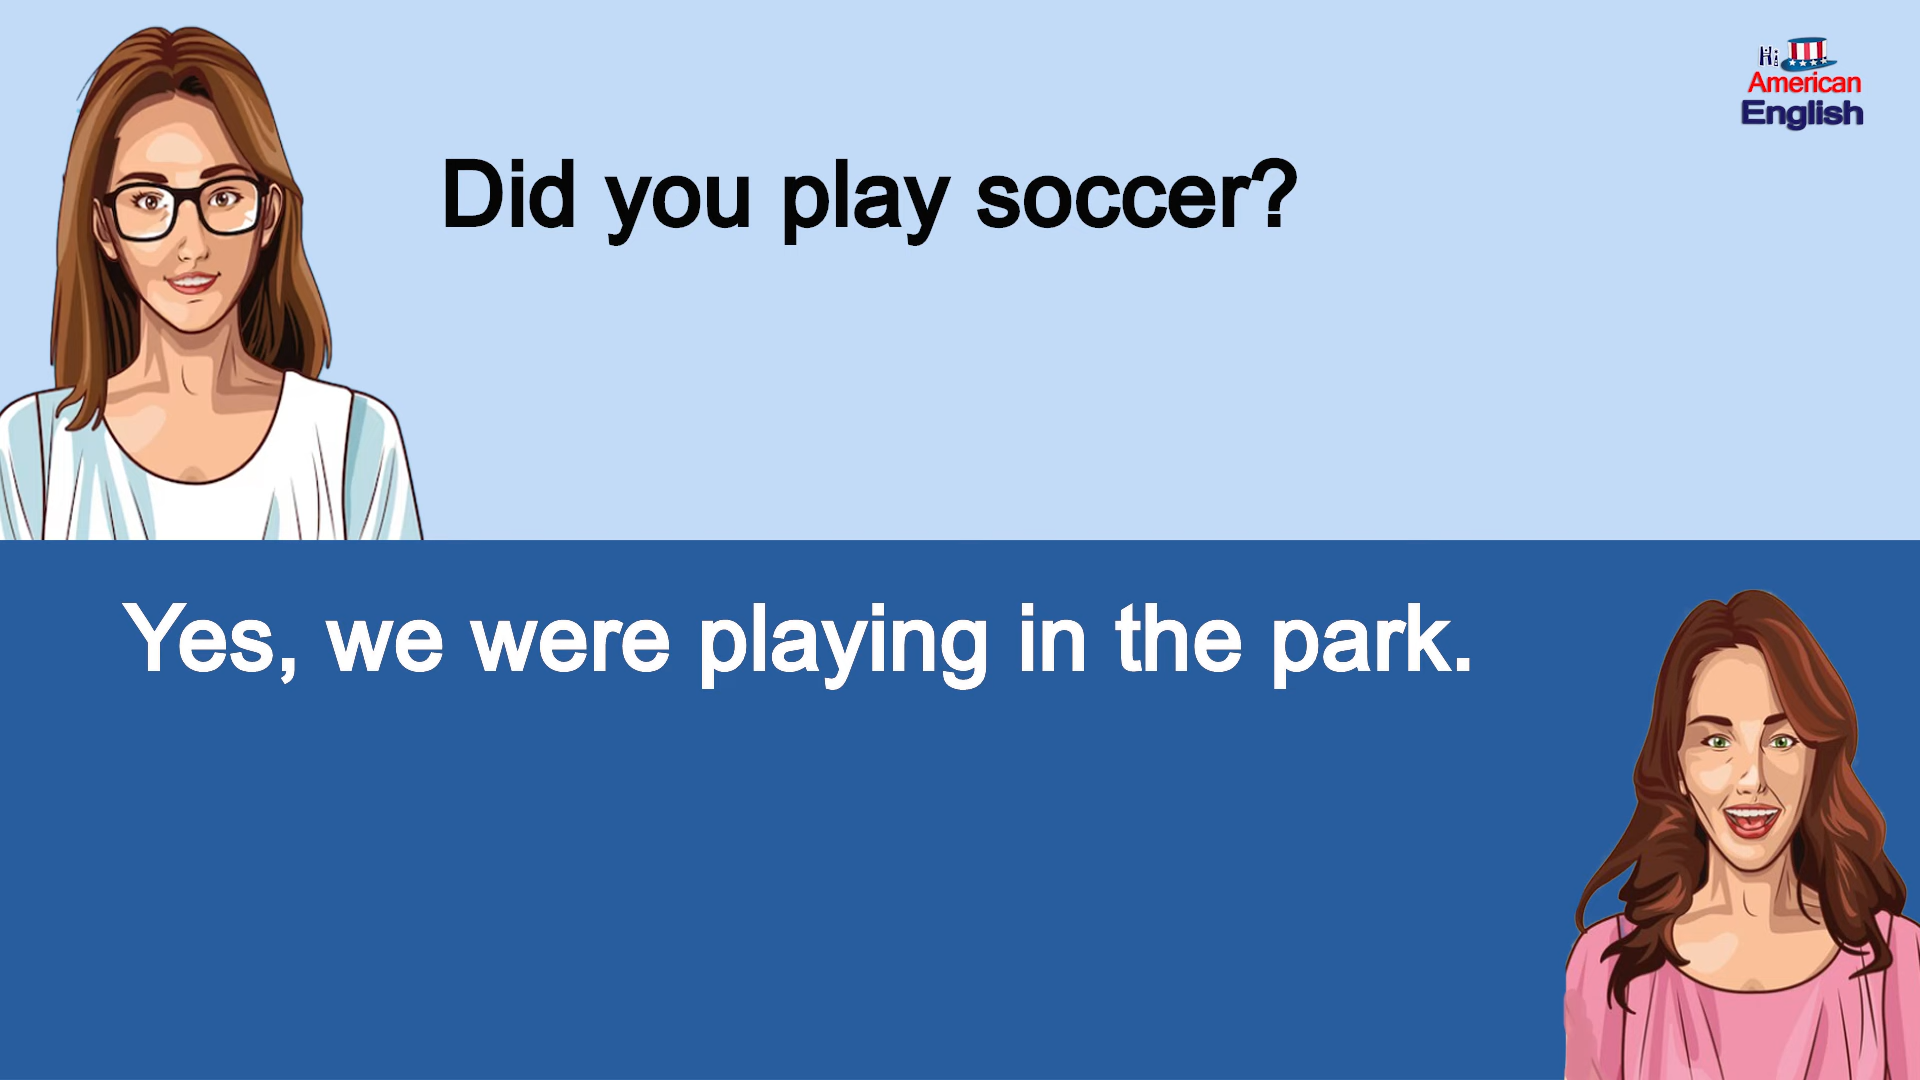 Hi
American
English
Did you play soccer?
Yes, we were playing in the park.